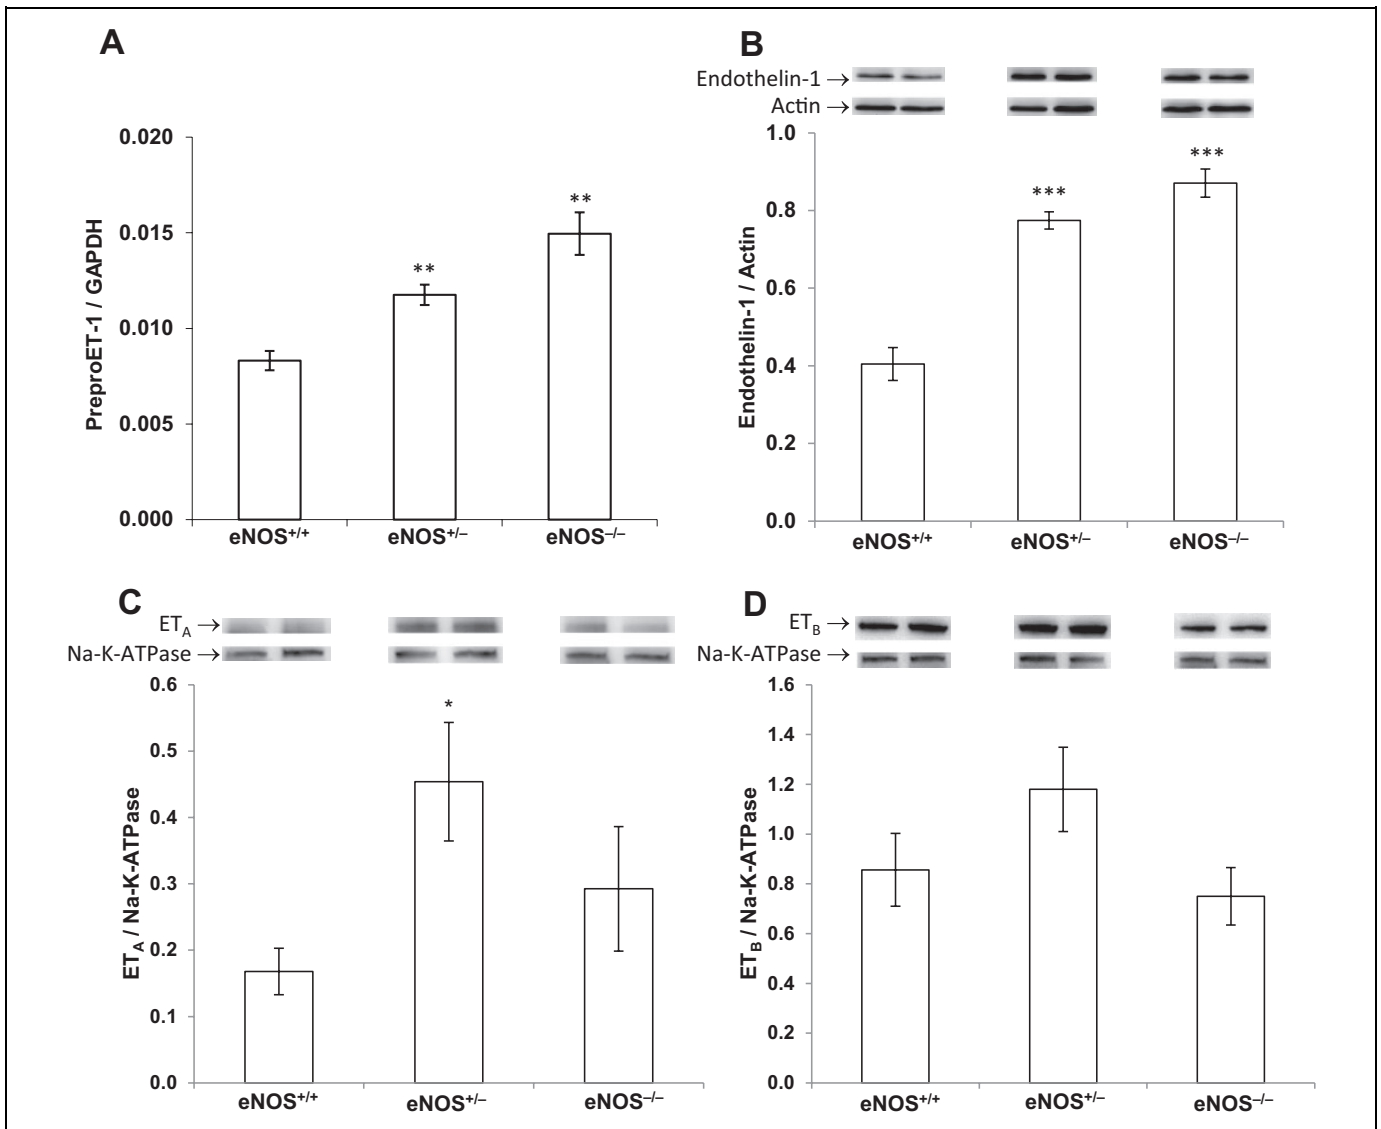 A
PreproET-1 / GAPDH
0.020
0.015
0.010
0.005
0.000
**
**
eNOS+/+
eNOS+/–
eNOS–/–
B
Endothelin-1 →
Actin →
Endothelin-1 / Actin
1.0
0.8
0.6
0.4
0.2
0.0
***
***
eNOS+/+
eNOS+/–
eNOS–/–
C
ETA →
Na-K-ATPase →
ETA / Na-K-ATPase
0.6
0.5
0.4
0.3
0.2
0.1
0.0
*
eNOS+/+
eNOS+/–
eNOS–/–
D
ETB →
Na-K-ATPase →
ETB / Na-K-ATPase
1.6
1.4
1.2
1.0
0.8
0.6
0.4
0.2
0.0
eNOS+/+
eNOS+/–
eNOS–/–